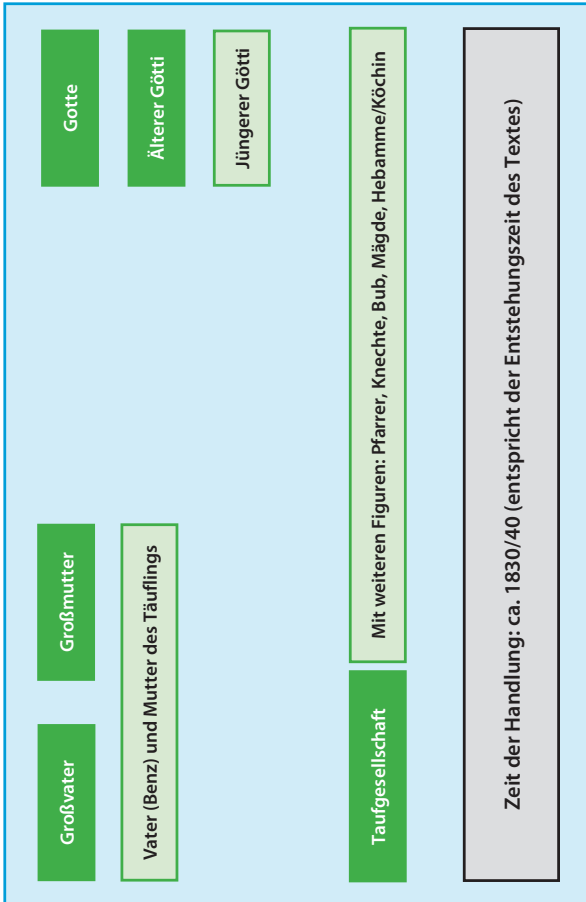 Großvater
Großmutter
Gotte
Vater (Benz) und Mutter des Täuflings
Älterer Götti
Jüngerer Götti
Taufgesellschaft
Mit weiteren Figuren: Pfarrer, Knechte, Bub, Mägde, Hebamme/Köchin
Zeit der Handlung: ca. 1830/40 (entspricht der Entstehungszeit des Textes)